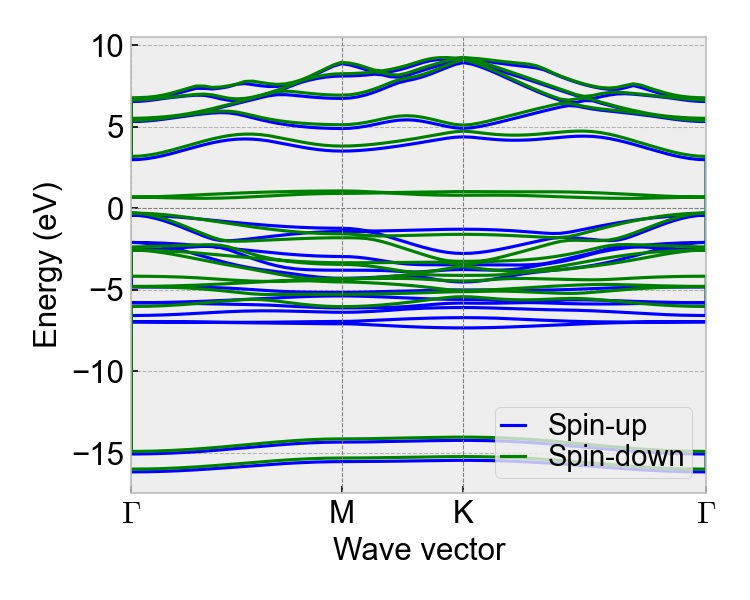 10
5
0
−5
−10
−15
Energy (eV)
Spin-up
Spin-down
Γ M K Γ
Wave vector